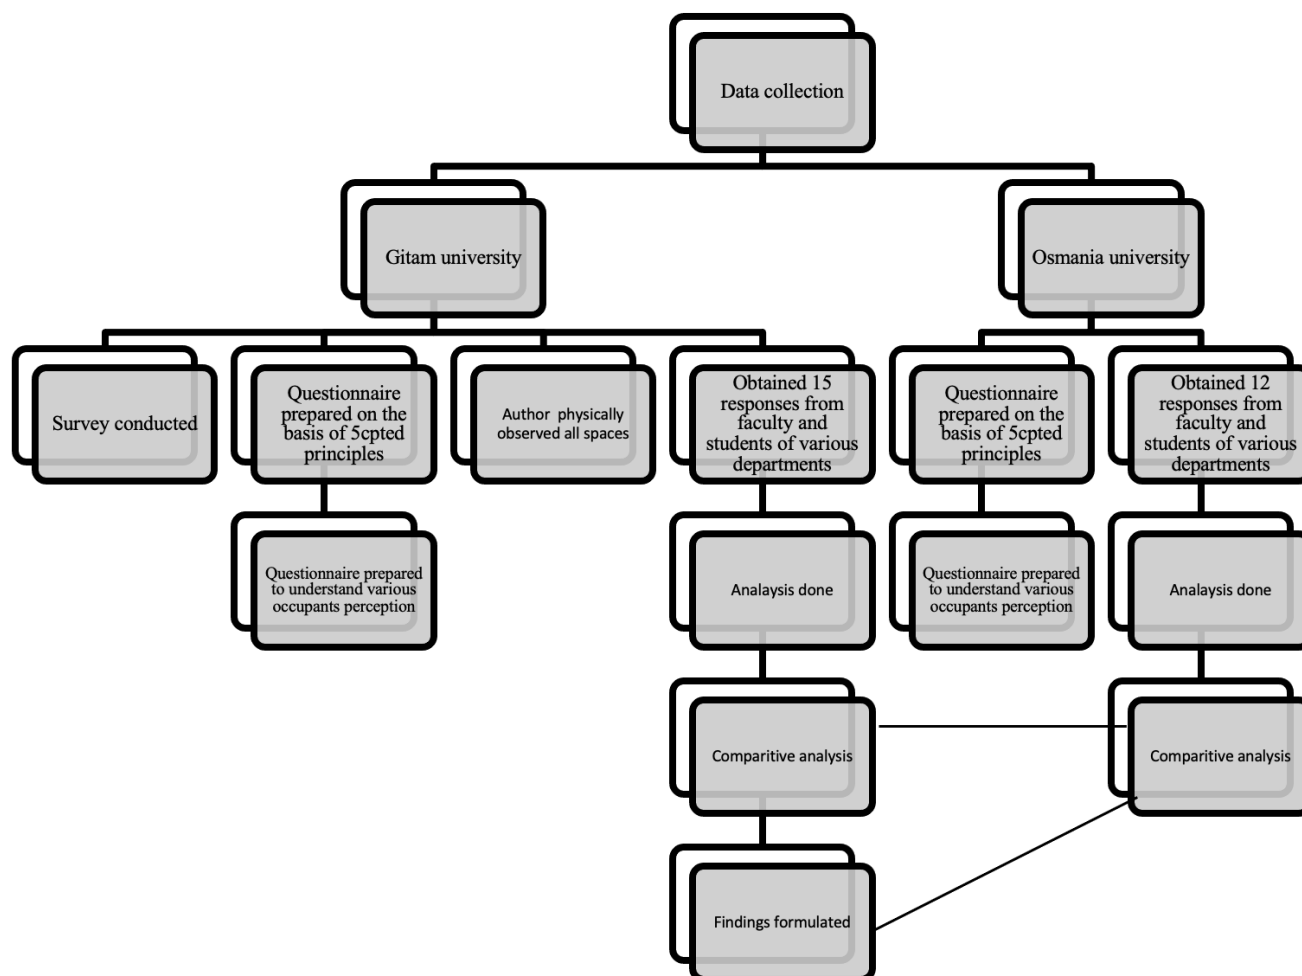 Data collection
Gitam university
Osmania university
Survey conducted
Questionnaire
prepared on the
basis of 5cpted
principles
Author physically
observed all spaces
Obtained 15
responses from
faculty and
students of various
departments
Questionnaire
prepared on the
basis of 5cpted
principles
Obtained 12
responses from
faculty and
students of various
departments
Questionnaire prepared
to understand various
occupants perception
Analaysis done
Questionnaire prepared
to understand various
occupants perception
Analaysis done
Comparitive analysis
Comparitive analysis
Findings formulated